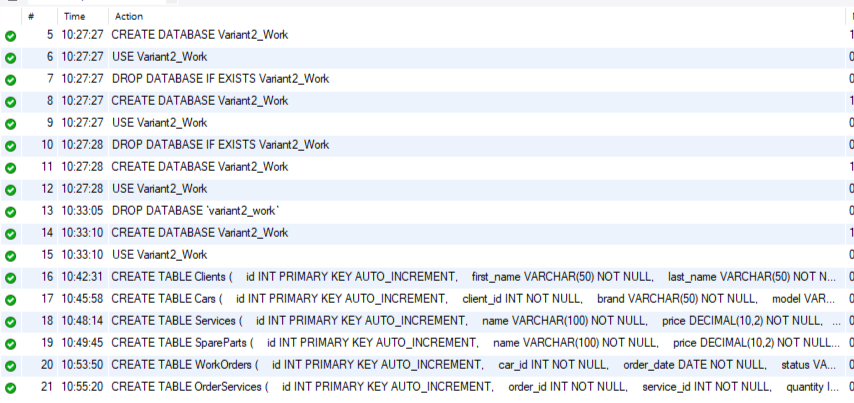 # Time Action
5 10:27:27 CREATE DATABASE Variant2_Work 1
6 10:27:27 USE Variant2_Work 0
7 10:27:27 DROP DATABASE IF EXISTS Variant2_Work 0
8 10:27:27 CREATE DATABASE Variant2_Work 1
9 10:27:27 USE Variant2_Work 0
10 10:27:28 DROP DATABASE IF EXISTS Variant2_Work 0
11 10:27:28 CREATE DATABASE Variant2_Work 1
12 10:27:28 USE Variant2_Work 0
13 10:33:05 DROP DATABASE `variant2_work` 0
14 10:33:10 CREATE DATABASE Variant2_Work 1
15 10:33:10 USE Variant2_Work 0
16 10:42:31 CREATE TABLE Clients ( id INT PRIMARY KEY AUTO_INCREMENT, first_name VARCHAR(50) NOT NULL, last_name VARCHAR(50) NOT N... 0
17 10:45:58 CREATE TABLE Cars ( id INT PRIMARY KEY AUTO_INCREMENT, client_id INT NOT NULL, brand VARCHAR(50) NOT NULL, model VAR... 0
18 10:48:14 CREATE TABLE Services ( id INT PRIMARY KEY AUTO_INCREMENT, name VARCHAR(100) NOT NULL, price DECIMAL(10,2) NOT NULL, ... 0
19 10:49:45 CREATE TABLE SpareParts ( id INT PRIMARY KEY AUTO_INCREMENT, name VARCHAR(100) NOT NULL, price DECIMAL(10,2) NOT NULL... 0
20 10:53:50 CREATE TABLE WorkOrders ( id INT PRIMARY KEY AUTO_INCREMENT, car_id INT NOT NULL, order_date DATE NOT NULL, status VA... 0
21 10:55:20 CREATE TABLE OrderServices ( id INT PRIMARY KEY AUTO_INCREMENT, order_id INT NOT NULL, service_id INT NOT NULL, quantity I... 0